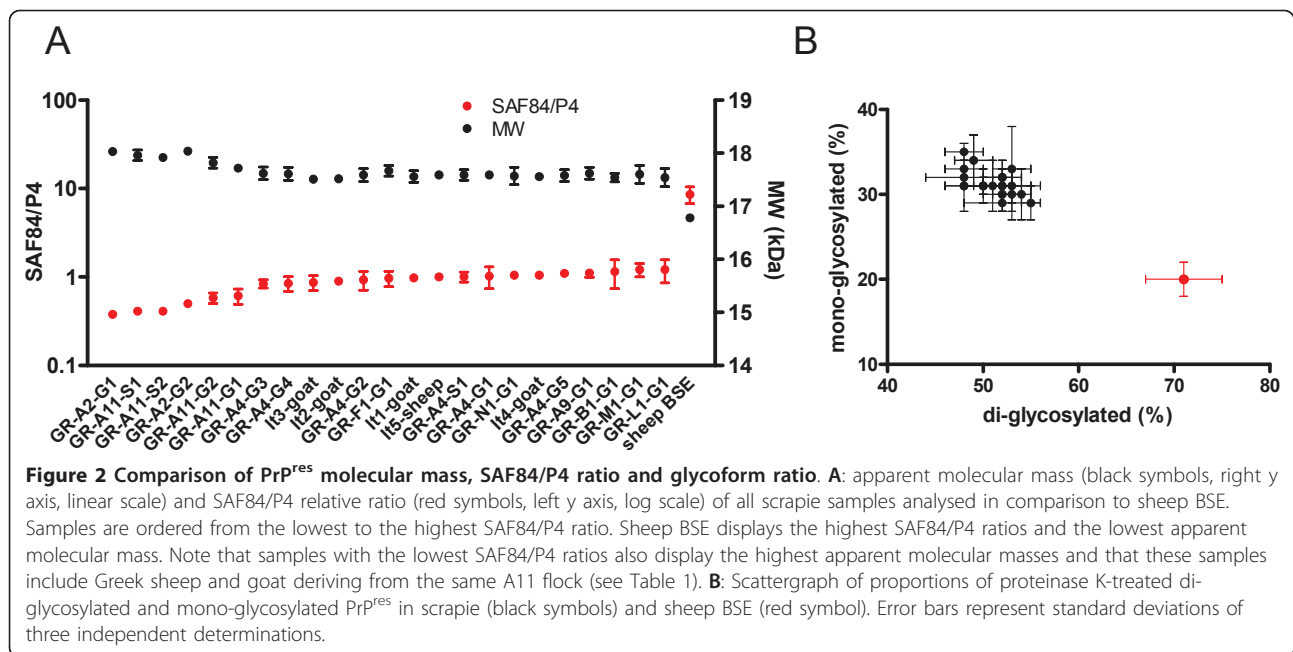 A
B
SAF84/P4
MW
100
10
1
0.1
SAF84/P4
19
18
17
16
15
14
MW (kDa)
GR-A2-G1
GR-A11-S1
GR-A11-S2
GR-A2-G2
GR-A11-G2
GR-A11-G1
GR-A4-G3
GR-A4-G4
It3-goat
It2-goat
GR-A4-G2
GR-F1-G1
It1-goat
It5-sheep
GR-A4-S1
GR-A4-G1
GR-N1-G1
It4-goat
GR-A4-G5
GR-A9-G1
GR-B1-G1
GR-M1-G1
GR-L1-G1
sheep BSE
40
30
20
10
mono-glycosylated (%)
40
50
60
70
80
di-glycosylated (%)
Figure 2 Comparison of PrPres molecular mass, SAF84/P4 ratio and glycoform ratio. A: apparent molecular mass (black symbols, right y
axis, linear scale) and SAF84/P4 relative ratio (red symbols, left y axis, log scale) of all scrapie samples analysed in comparison to sheep BSE.
Samples are ordered from the lowest to the highest SAF84/P4 ratio. Sheep BSE displays the highest SAF84/P4 ratios and the lowest apparent
molecular mass. Note that samples with the lowest SAF84/P4 ratios also display the highest apparent molecular masses and that these samples
include Greek sheep and goat deriving from the same A11 flock (see Table 1). B: Scattergraph of proportions of proteinase K-treated di-
glycosylated and mono-glycosylated PrPres in scrapie (black symbols) and sheep BSE (red symbol). Error bars represent standard deviations of
three independent determinations.